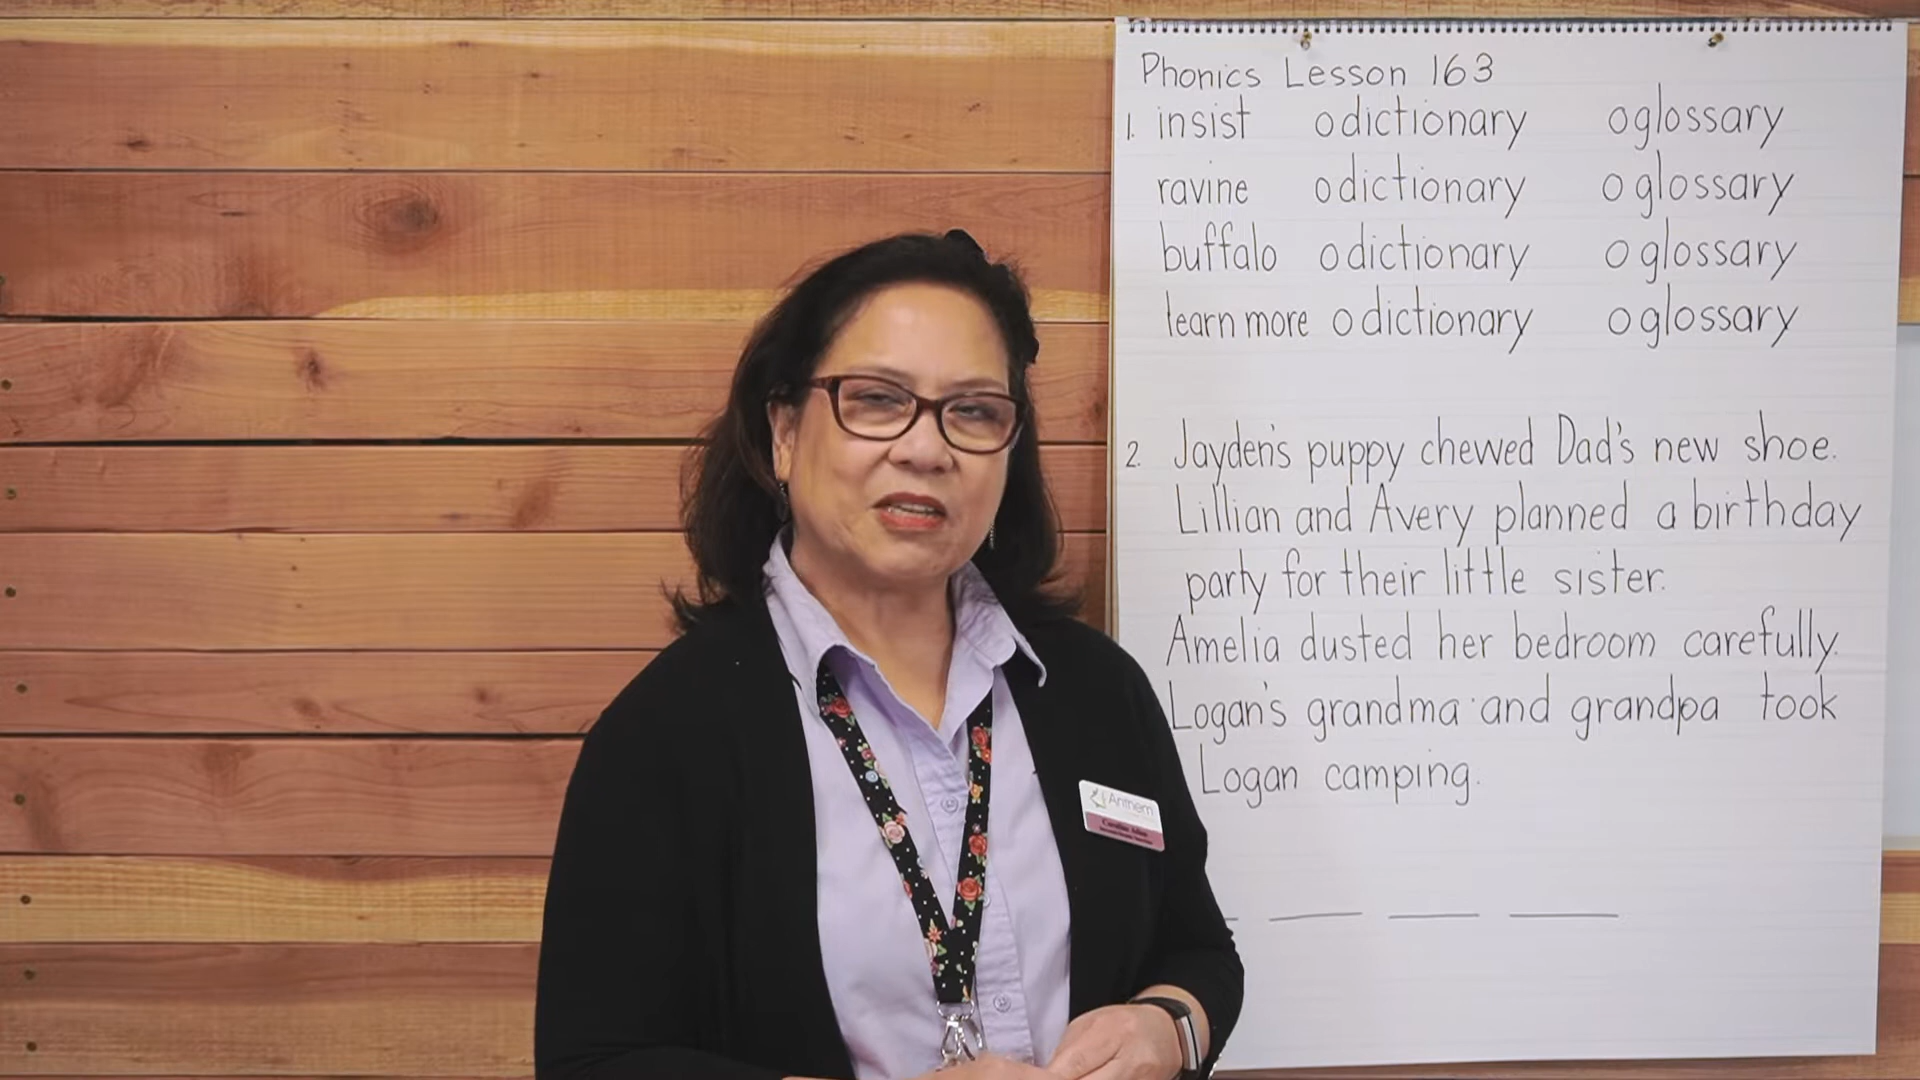 Phonics Lesson 163
1. insist o dictionary o glossary
ravine o dictionary o glossary
buffalo o dictionary o glossary
learn more o dictionary o glossary
2. Jayden's puppy chewed Dad's new shoe.
Lillian and Avery planned a birthday
party for their little sister.
Amelia dusted her bedroom carefully.
Logan's grandma and grandpa took
Logan camping.
Anthem